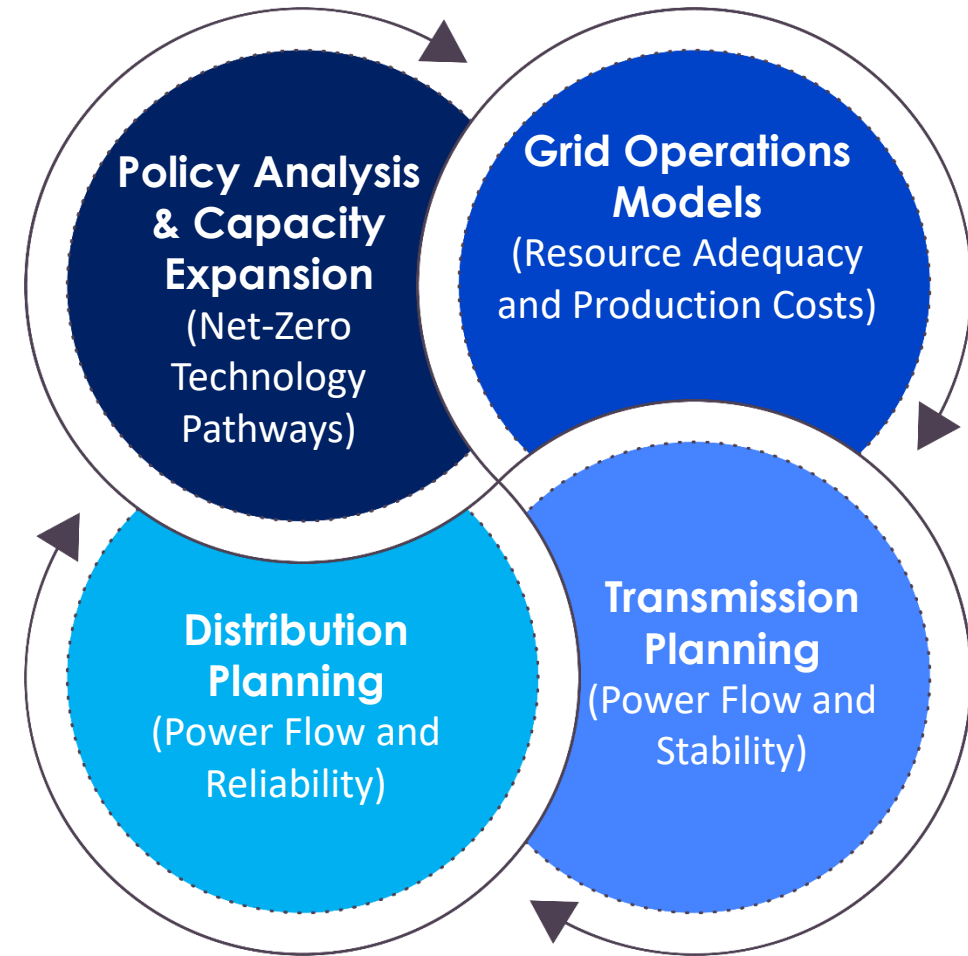 Policy Analysis
& Capacity
Expansion
(Net-Zero
Technology
Pathways)
Grid Operations
Models
(Resource Adequacy
and Production Costs)
Distribution
Planning
(Power Flow and
Reliability)
Transmission
Planning
(Power Flow and
Stability)